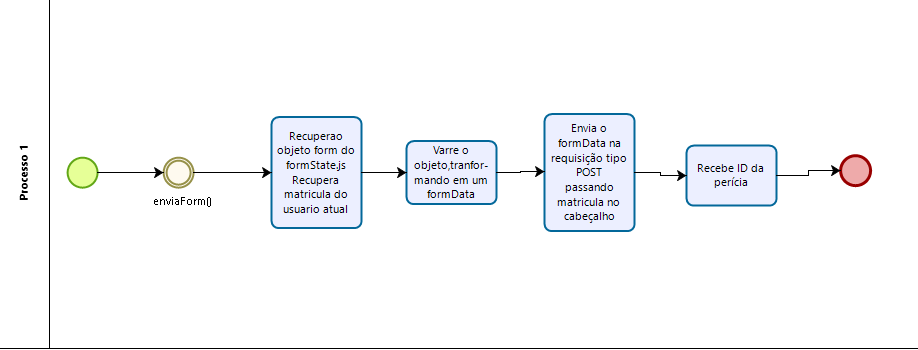 Processo 1
enviaForm()
Recuperao
objeto form do
formState.js
Recupera
matricula do
usuario atual
Varre o
objeto,tranfor-
mando em um
formData
Envia o
formData na
requisição tipo
POST
passando
matricula no
cabeçalho
Recebe ID da
perícia